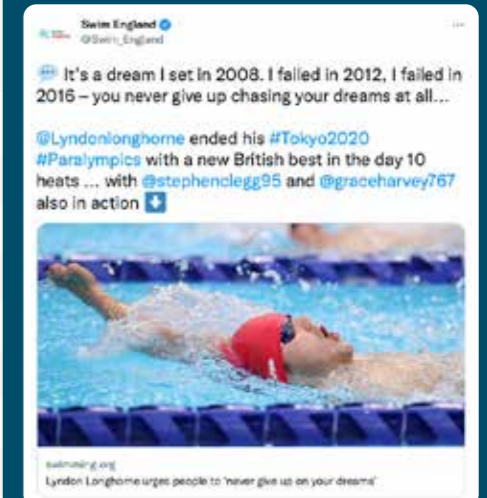 Swim England
@Swim_England
It's a dream I set in 2008. I failed in 2012, I failed in
2016 – you never give up chasing your dreams at all...
@Lyndonlonghorne ended his #Tokyo2020
#Paralympics with a new British best in the day 10
heats ... with @stephenclegg95 and @graceharvey767
also in action
swimming.org
Lyndon Longhorne urges people to 'never give up on your dreams'